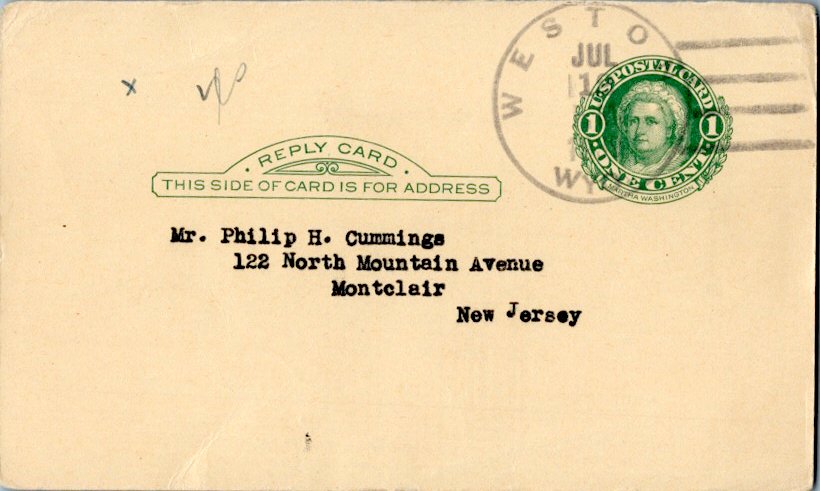 WESTO
JUL
WY
U.S. POSTAL CARD
1 1
ONE CENT
MARTHA WASHINGTON
REPLY CARD
THIS SIDE OF CARD IS FOR ADDRESS
Mr. Philip H. Cummings
122 North Mountain Avenue
Montclair
New Jersey